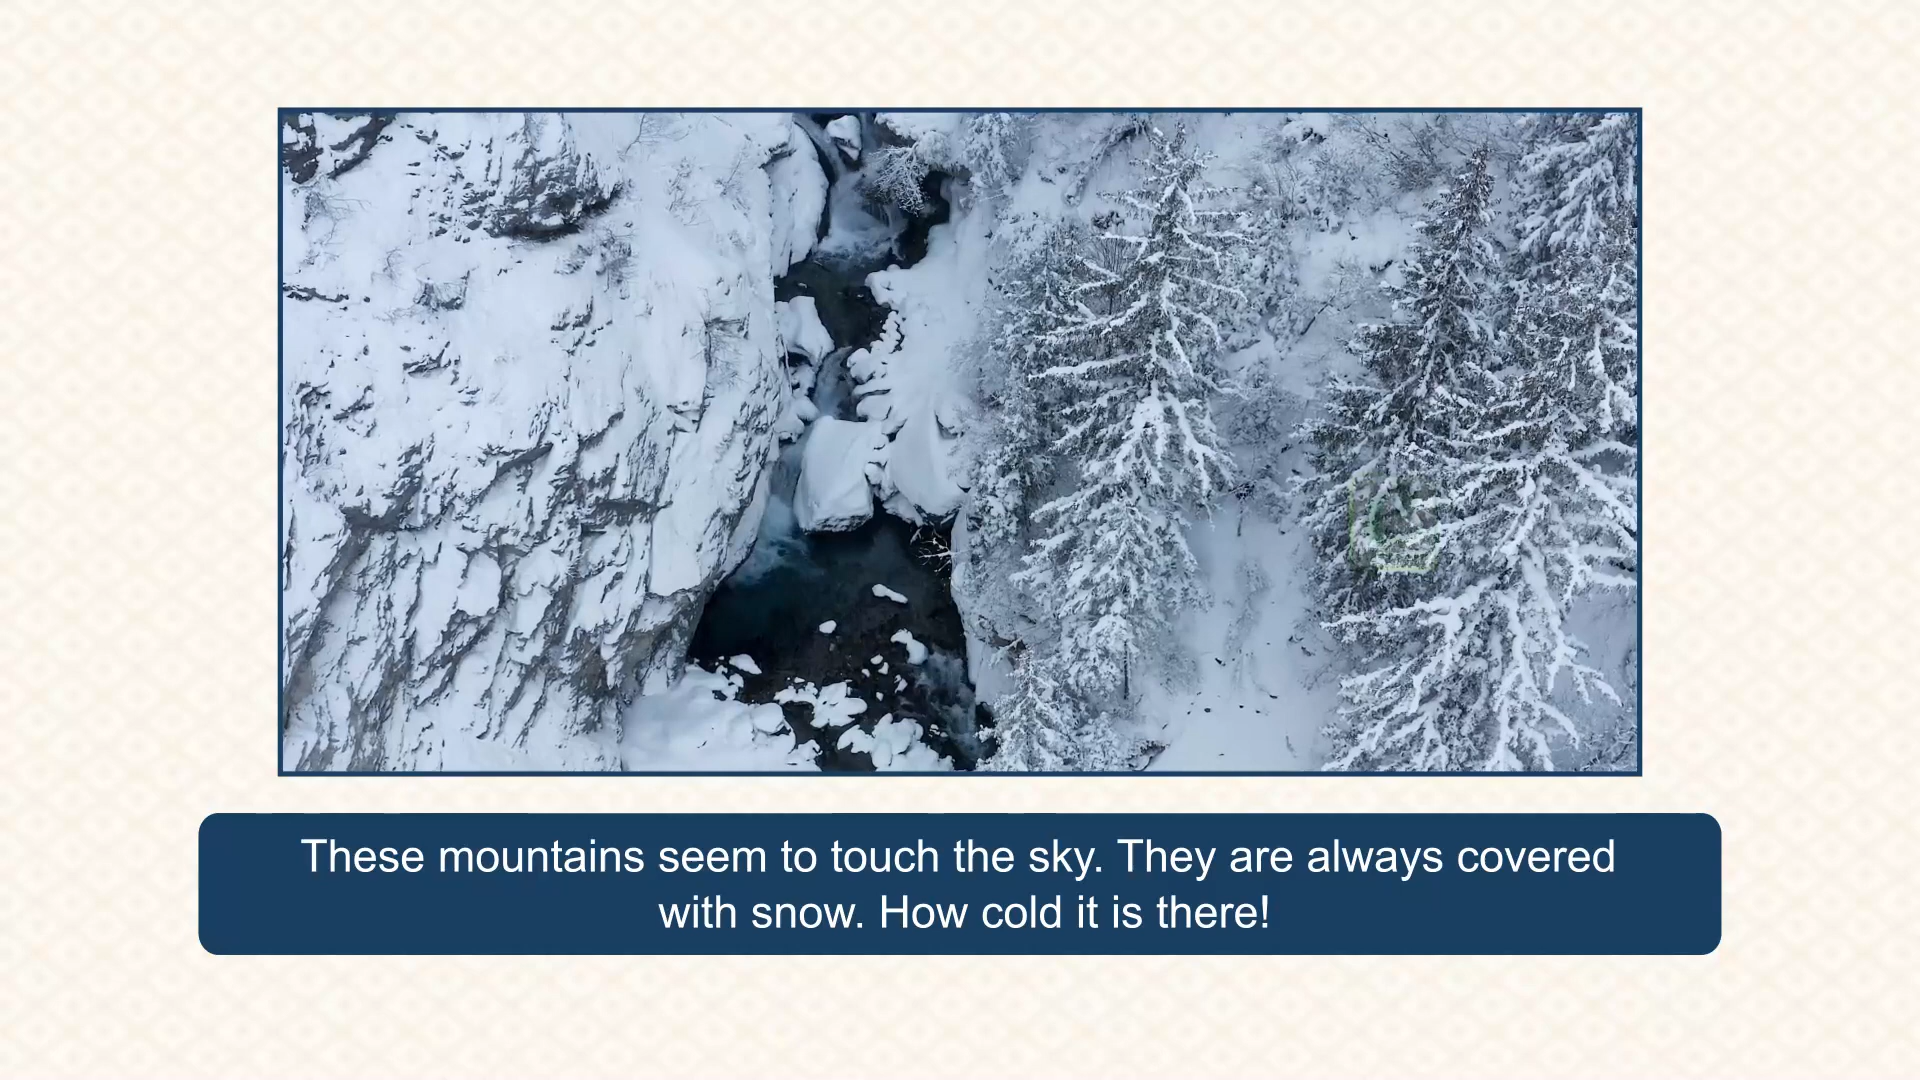 These mountains seem to touch the sky. They are always covered
with snow. How cold it is there!